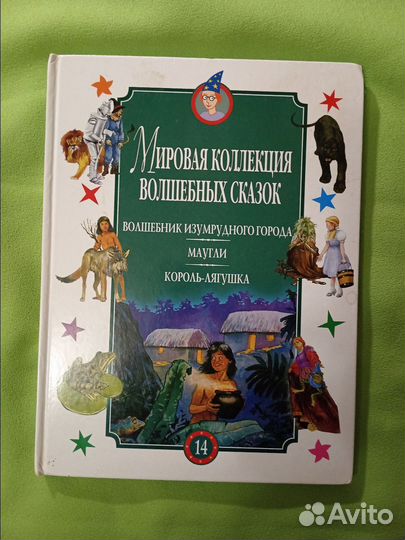 Мировая коллекция
волшебных сказок
Волшебник Изумрудного города
Маугли
Король-лягушка
14
Avito